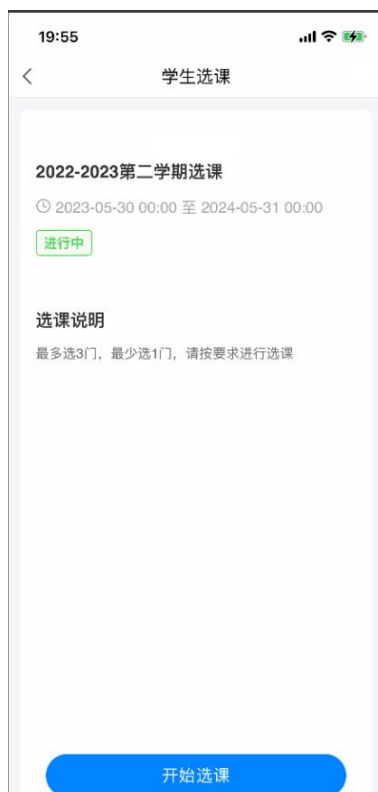 19:55
学生选课
2022-2023第二学期选课
2023-05-30 00:00 至 2024-05-31 00:00
进行中
选课说明
最多选3门，最少选1门，请按要求进行选课
开始选课